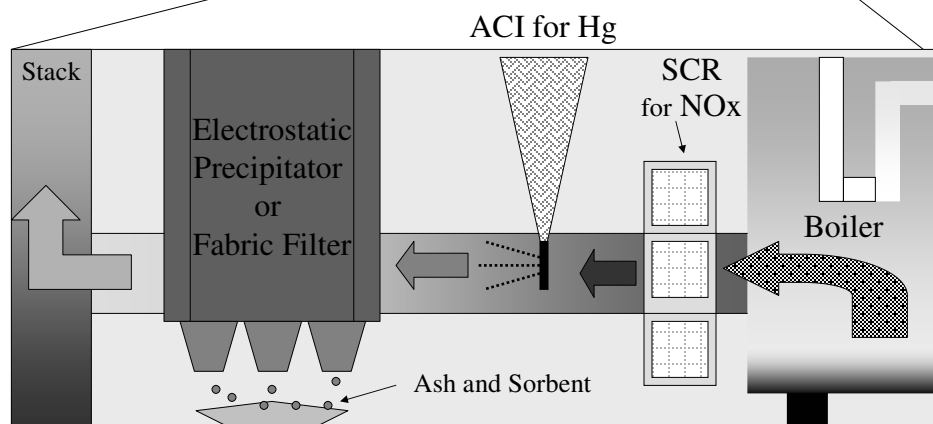 ACI for Hg
Stack
SCR
for NOx
Electrostatic
Precipitator
or
Fabric Filter
Boiler
Ash and Sorbent